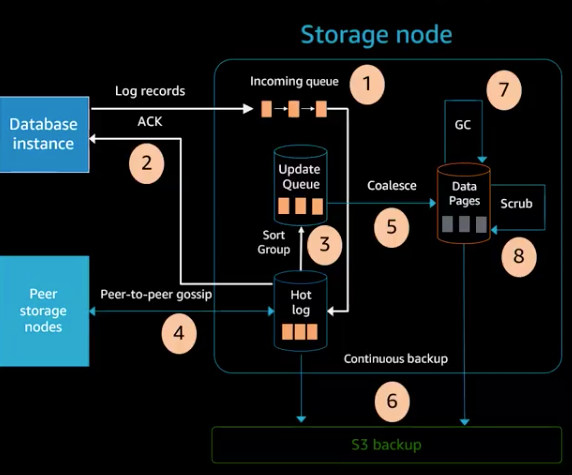 Storage node
Incoming queue
1
7
Log records
Database
instance
ACK
2
GC
Update
Queue
Coalesce
Data
Pages
Scrub
Sort
Group
3
5
8
Peer
storage
nodes
Peer-to-peer gossip
4
Hot
log
Continuous backup
6
S3 backup